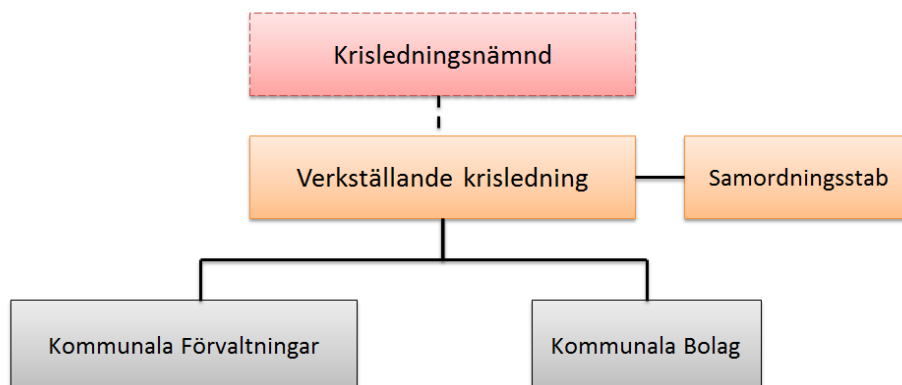 Krisledningsnämnd
Verkställande krisledning
Samordningsstab
Kommunala Förvaltningar
Kommunala Bolag